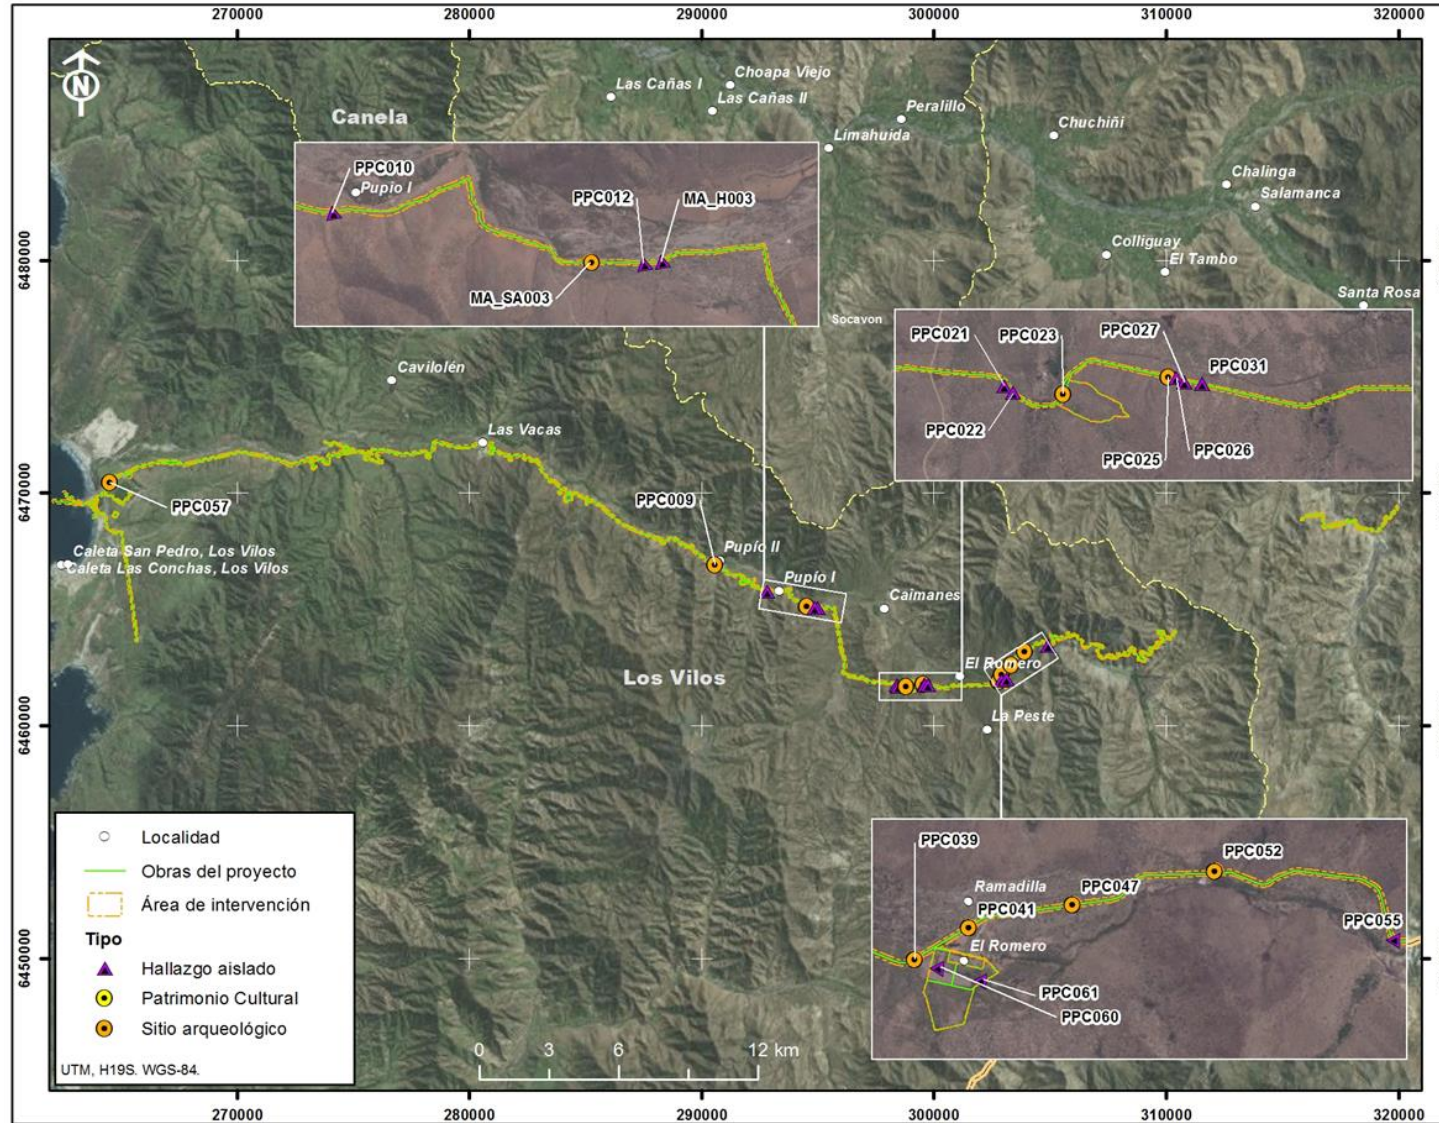 270000 280000 290000 300000 310000 320000
N
Canela
Las Cañas I
Choapa Viejo
Las Cañas II
Peralillo
Limahuida
Chuchiñi
Chalinga
Salamanca
Colliguay
El Tambo
Santa Rosa
PPC010
Pupio I
PPC012
MA_H003
MA_SA003
Socavon
PPC021
PPC023
PPC027
PPC031
PPC022
PPC025
PPC026
Cavilolén
Las Vacas
PPC057
PPC009
Caleta San Pedro, Los Vilos
Caleta Las Conchas, Los Vilos
Pupío II
Pupío I
Caimanes
El Romero
La Peste
Los Vilos
PPC039
PPC052
Ramadilla
PPC047
PPC041
PPC055
El Romero
PPC061
PPC060
6480000
6470000
6460000
6450000
6480000
6470000
6460000
6450000
Localidad
Obras del proyecto
Área de intervención
Tipo
Hallazgo aislado
Patrimonio Cultural
Sitio arqueológico
UTM, H19S. WGS-84.
0 3 6 12 km
270000 280000 290000 300000 310000 320000